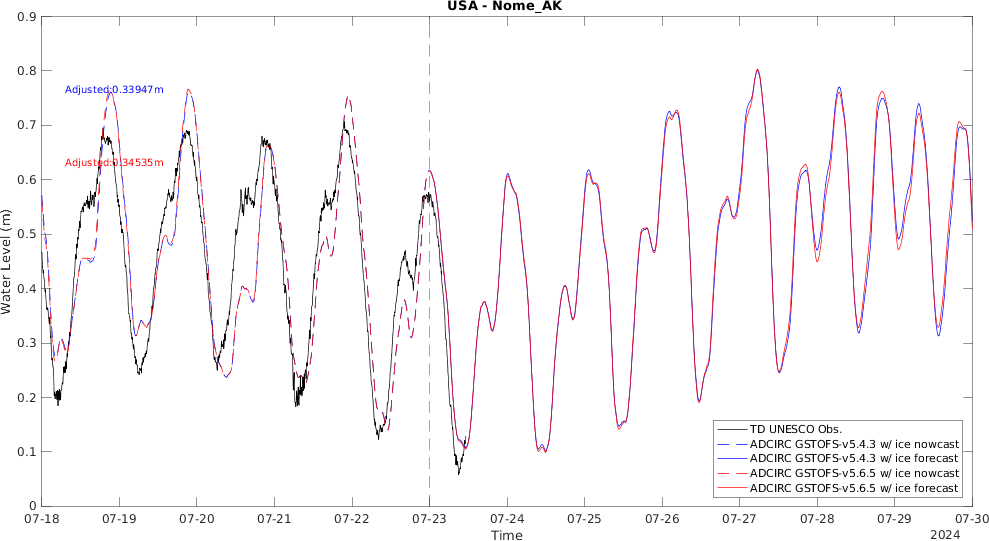 USA - Nome_AK
0.9
0.8
0.7
0.6
0.5
0.4
0.3
0.2
0.1
0
Water Level (m)
Adjusted:0.33947m
Adjusted:0.34535m
TD UNESCO Obs.
ADCIRC GSTOFS-v5.4.3 w/ ice nowcast
ADCIRC GSTOFS-v5.4.3 w/ ice forecast
ADCIRC GSTOFS-v5.6.5 w/ ice nowcast
ADCIRC GSTOFS-v5.6.5 w/ ice forecast
07-18 07-19 07-20 07-21 07-22 07-23 07-24 07-25 07-26 07-27 07-28 07-29 07-30
Time
2024